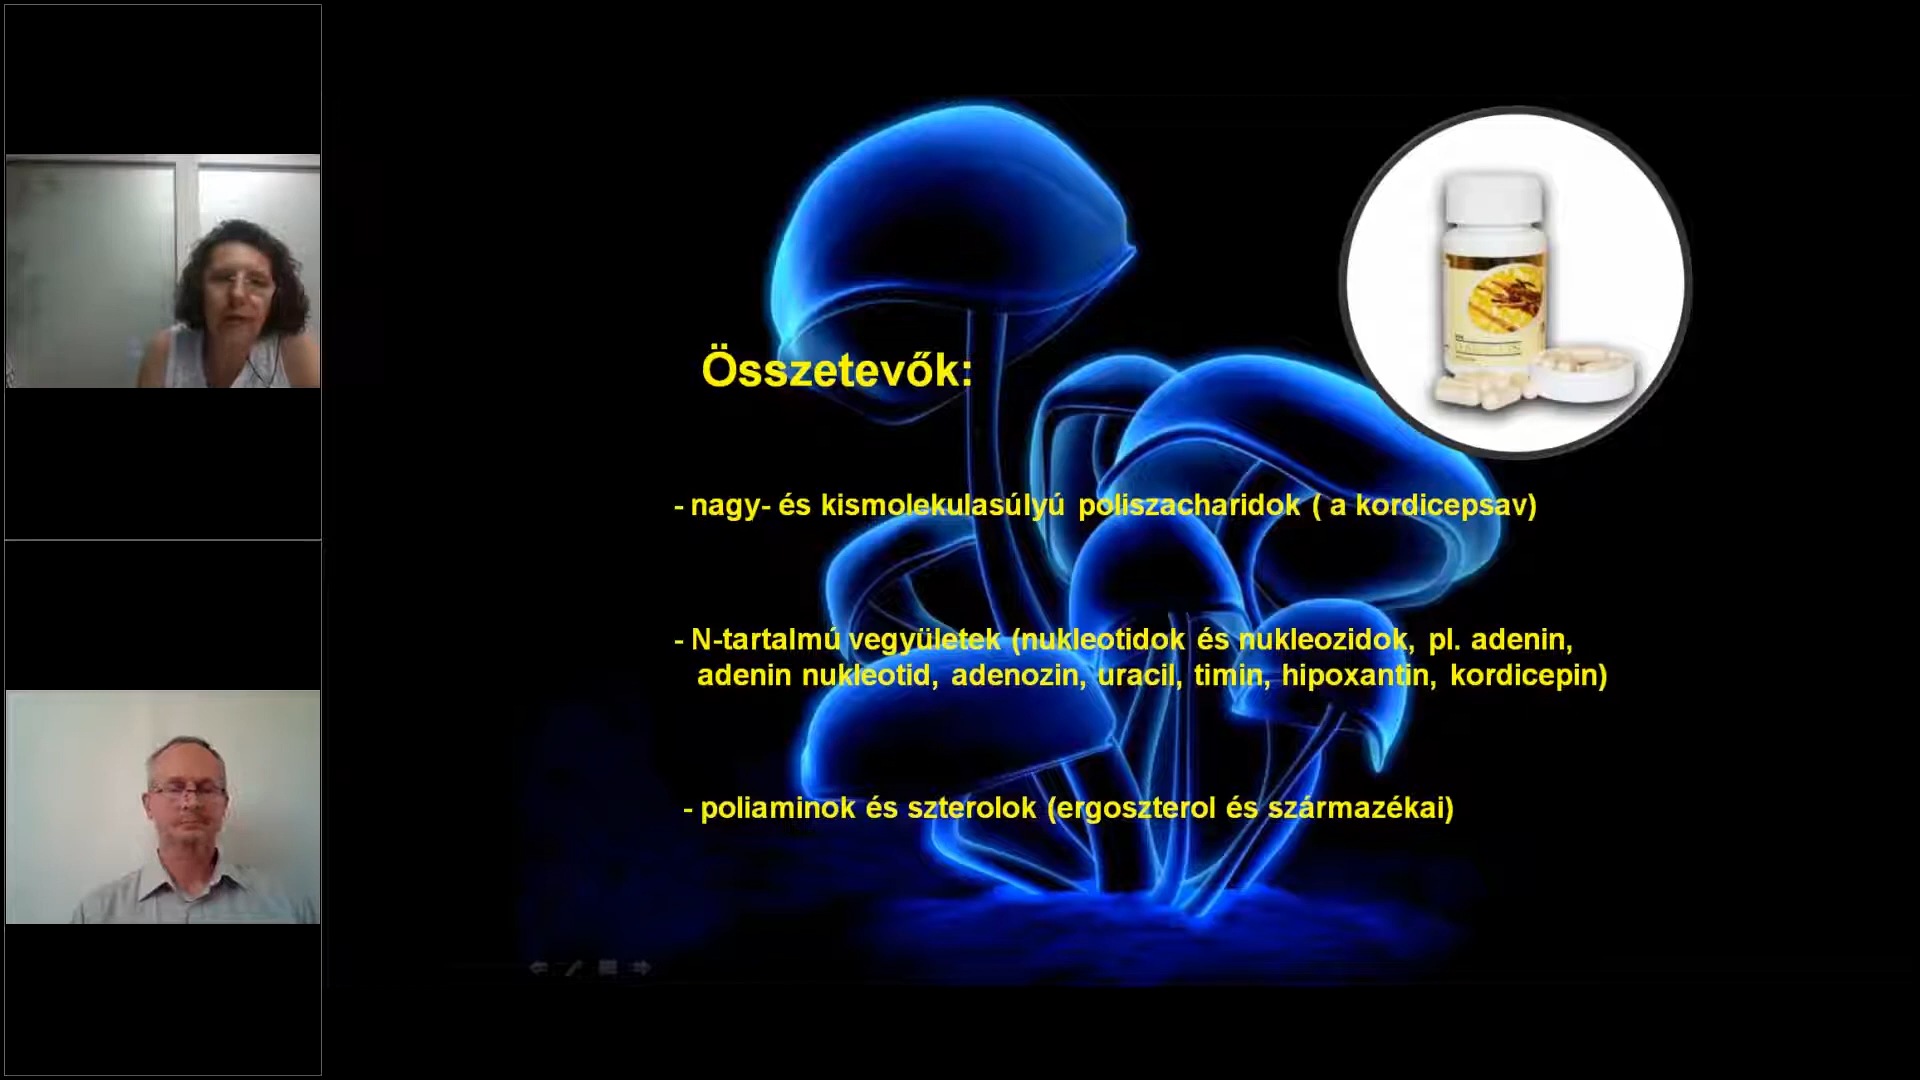 Összetevők:
- nagy- és kismolekulasúlyú poliszacharidok ( a kordicepsav)
- N-tartalmú vegyületek (nukleotidok és nukleozidok, pl. adenin,
adenin nukleotid, adenozin, uracil, timin, hipoxantin, kordicepin)
- poliaminok és szterolok (ergoszterol és származékai)